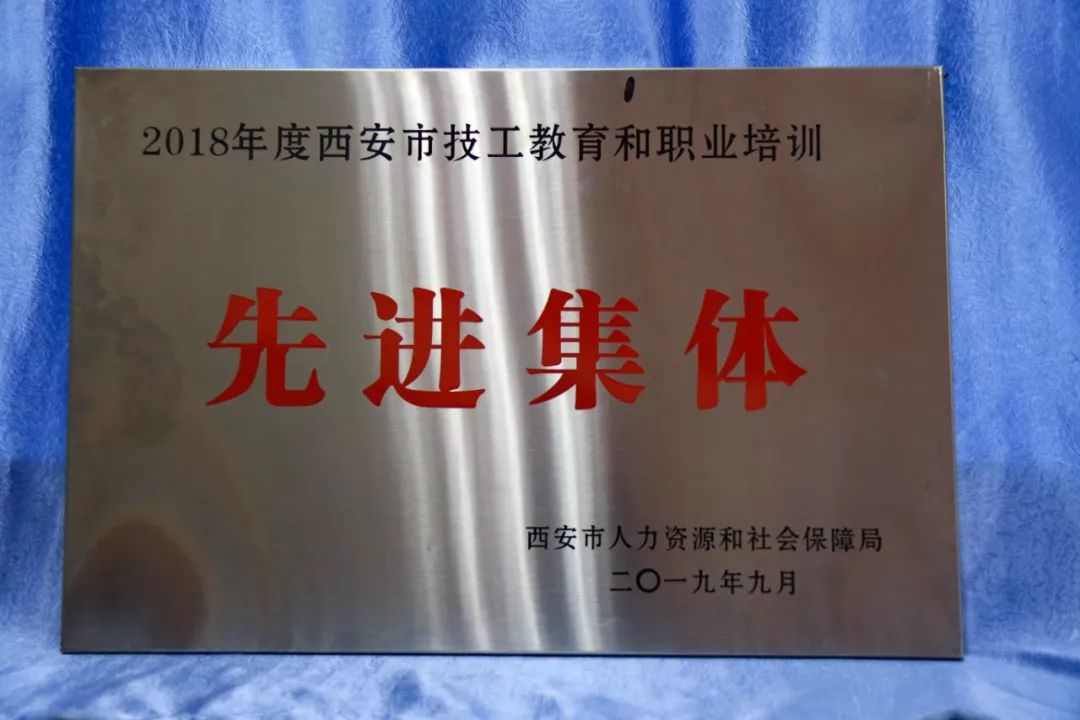 2018年度西安市技工教育和职业培训
先进集体
西安市人力资源和社会保障局
二〇一九年九月